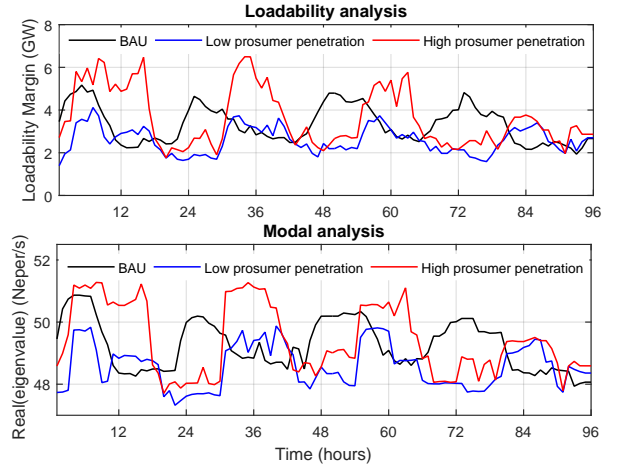 Loadability analysis
Loadability Margin (GW)
8
6
4
2
0
BAU
Low prosumer penetration
High prosumer penetration
12 24 36 48 60 72 84 96
Modal analysis
Real(eigenvalue) (Neper/s)
52
50
48
BAU
Low prosumer penetration
High prosumer penetration
12 24 36 48 60 72 84 96
Time (hours)